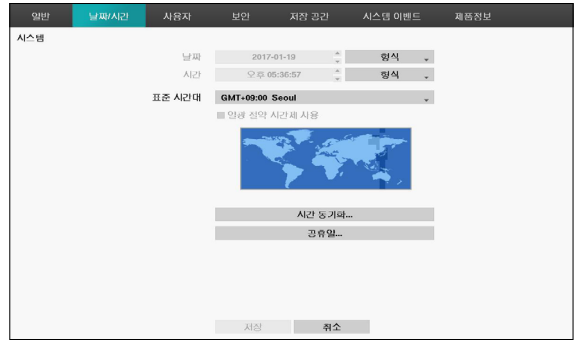 일반 날짜/시간 사용자 보안 저장 공간 시스템 이벤트 제품정보
시스템
날짜 2017-01-19 형식
시간 오후 05:36:57 형식
표준 시간대 GMT+09:00 Seoul
일광 절약 시간제 사용
시간 동기화...
공휴일...
저장 취소